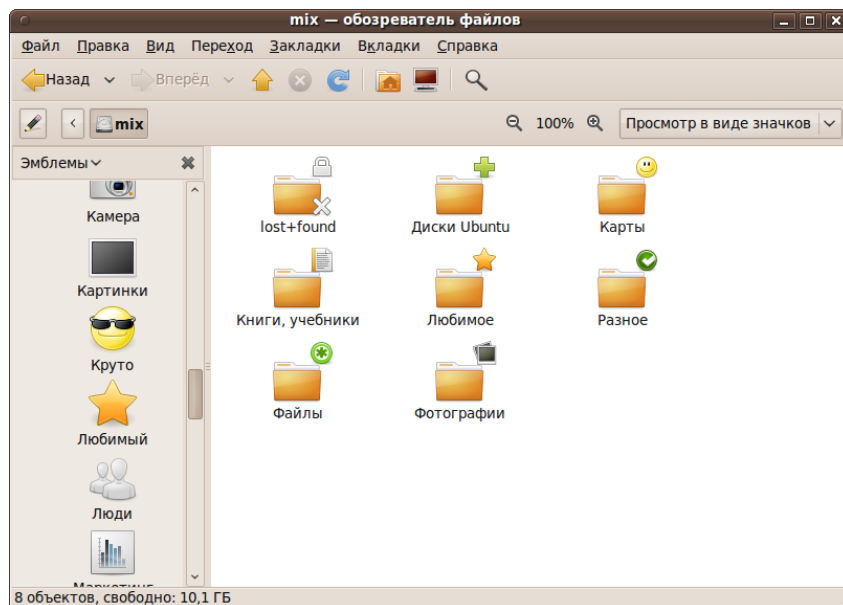 mix — обозреватель файлов
Файл Правка Вид Переход Закладки Вкладки Справка
Назад Вперёд
mix 100% Просмотр в виде значков
Эмблемы
Камера
Картинки
Круто
Любимый
Люди
Маркетинг
lost+found Диски Ubuntu Карты
Книги, учебники Любимое Разное
Файлы Фотографии
8 объектов, свободно: 10,1 ГБ